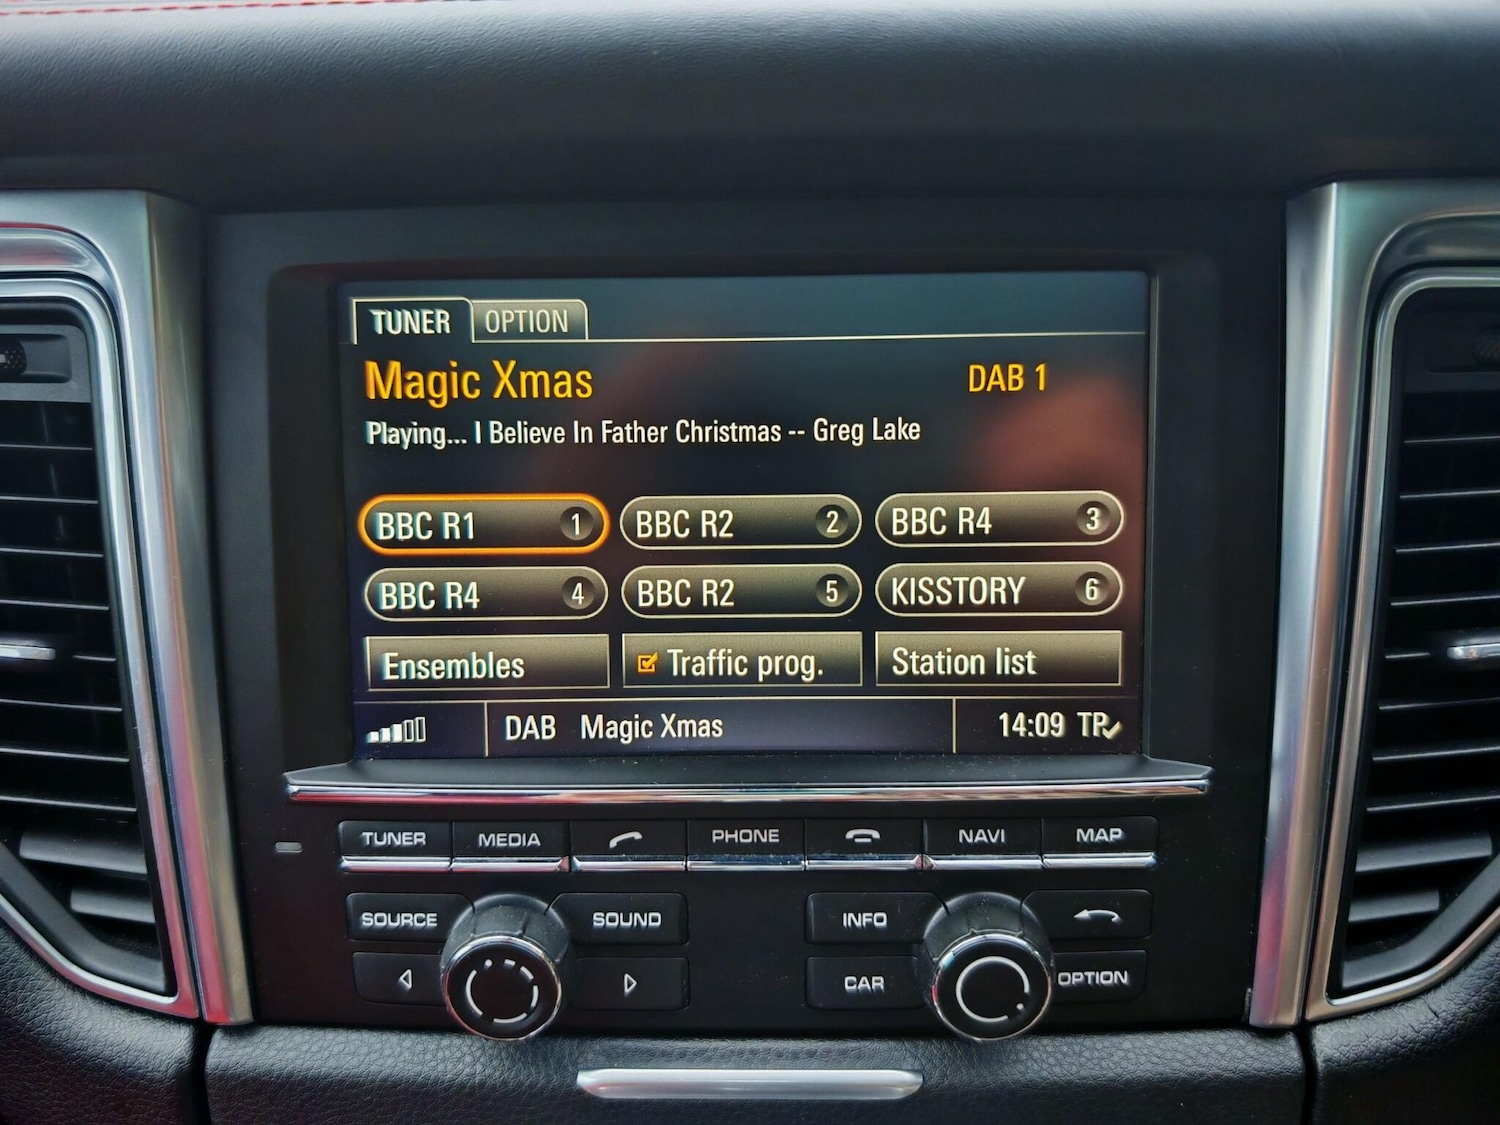 TUNER OPTION
Magic Xmas DAB 1
Playing... I Believe In Father Christmas -- Greg Lake
BBC R1 1 BBC R2 2 BBC R4 3
BBC R4 4 BBC R2 5 KISSTORY 6
Ensembles Traffic prog. Station list
DAB Magic Xmas 14:09 TP
TUNER MEDIA PHONE NAVI MAP
SOURCE SOUND INFO
CAR OPTION